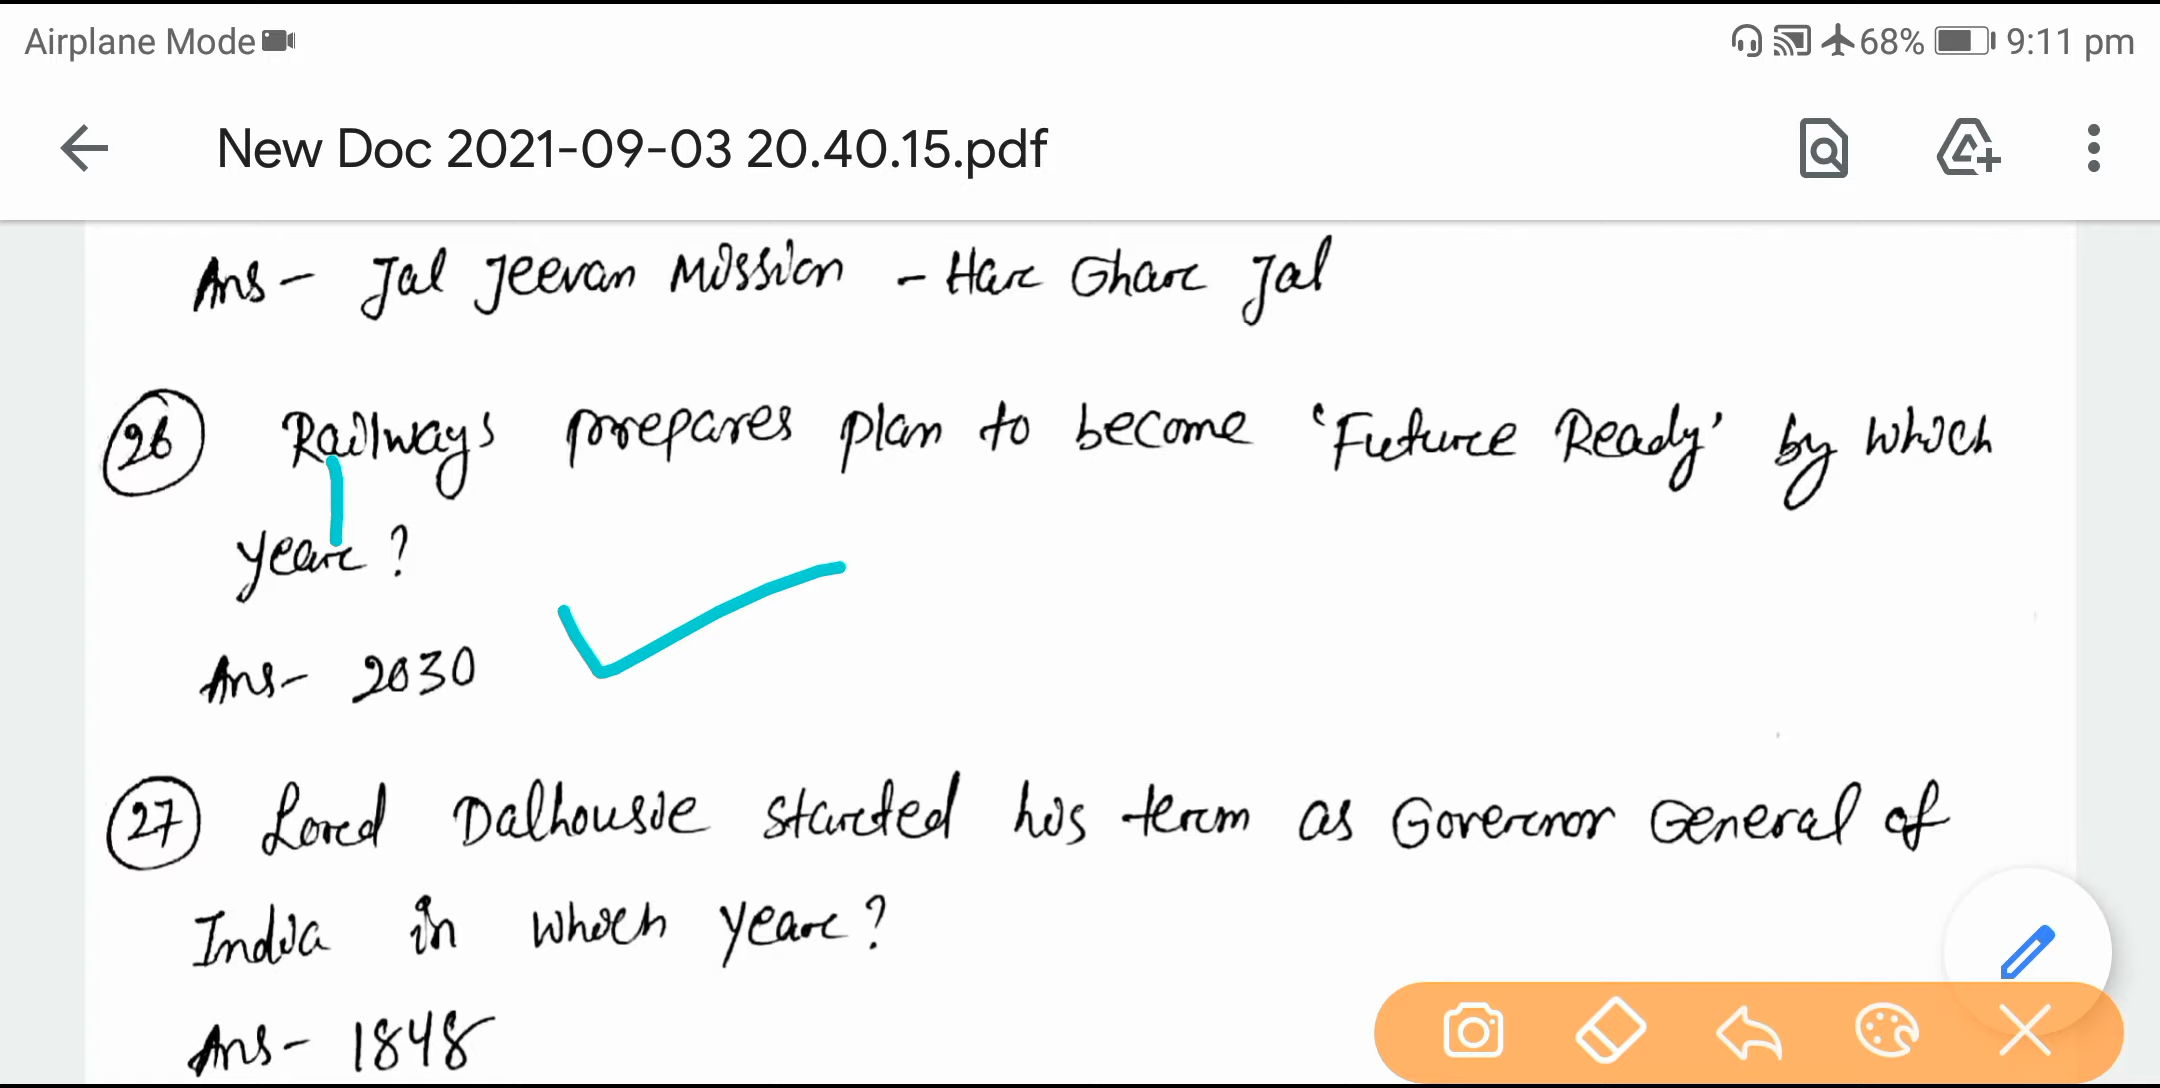 Airplane Mode
68% 9:11 pm
New Doc 2021-09-03 20.40.15.pdf
Ans - Jal Jeevan Mission - Har Ghar Jal
26 Railways prepares plan to become 'Future Ready' by which
year?
Ans- 2030
27 Lord Dalhousie started his term as Governor General of
India in which year?
Ans- 1848